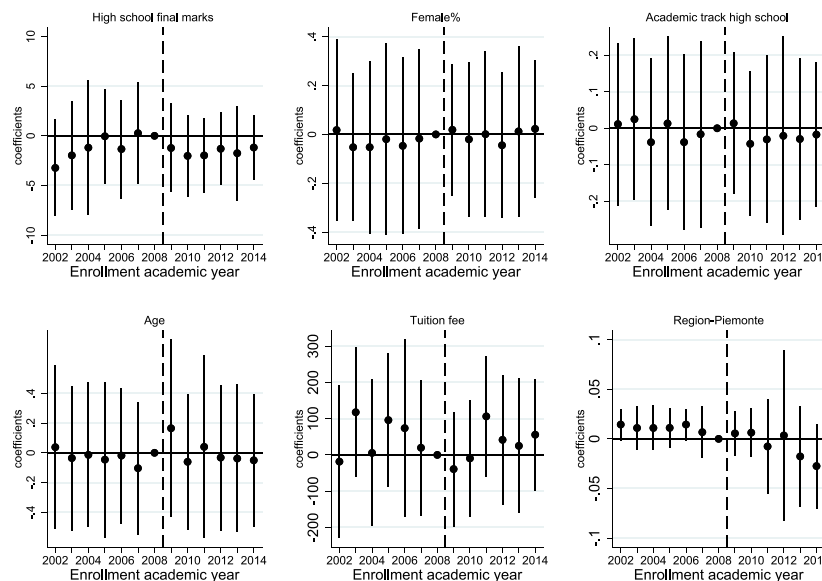 High school final marks
Female%
Academic track high school
10
5
0
-5
-10
coefficients
2002 2004 2006 2008 2010 2012 2014
Enrollment academic year
.4
.2
0
-.2
-.4
coefficients
2002 2004 2006 2008 2010 2012 2014
Enrollment academic year
.2
.1
0
-.1
-.2
coefficients
2002 2004 2006 2008 2010 2012 201
Enrollment academic year
Age
Tuition fee
Region-Piemonte
.4
.2
0
-.2
-.4
coefficients
2002 2004 2006 2008 2010 2012 2014
Enrollment academic year
300
200
100
0
-100
-200
coefficients
2002 2004 2006 2008 2010 2012 2014
Enrollment academic year
.1
.05
0
-.05
-.1
coefficients
2002 2004 2006 2008 2010 2012 201
Enrollment academic year